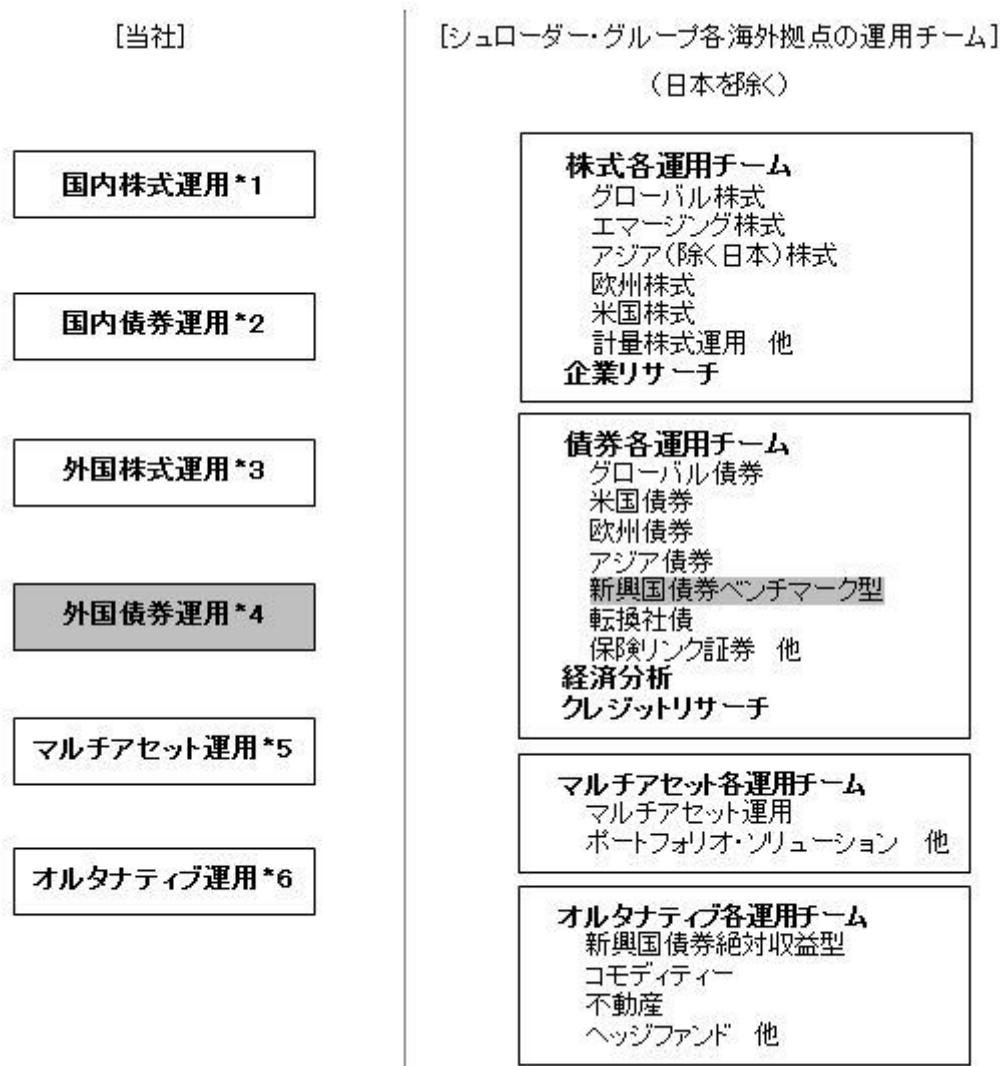 [当社]
国内株式運用*1
国内債券運用*2
外国株式運用*3
外国債券運用*4
マルチアセット運用*5
オルタナティブ運用*6
[シュローダー・グループ各海外拠点の運用チーム]
(日本を除く)
株式各運用チーム
グローバル株式
エマージング株式
アジア(除く日本)株式
欧州株式
米国株式
計量株式運用 他
企業リサーチ
債券各運用チーム
グローバル債券
米国債券
欧州債券
アジア債券
新興国債券ベンチマーク型
転換社債
保険リンク証券 他
経済分析
クレジットリサーチ
マルチアセット各運用チーム
マルチアセット運用
ポートフォリオ・ソリューション 他
オルタナティブ各運用チーム
新興国債券絶対収益型
コモディティー
不動産
ヘッジファンド 他